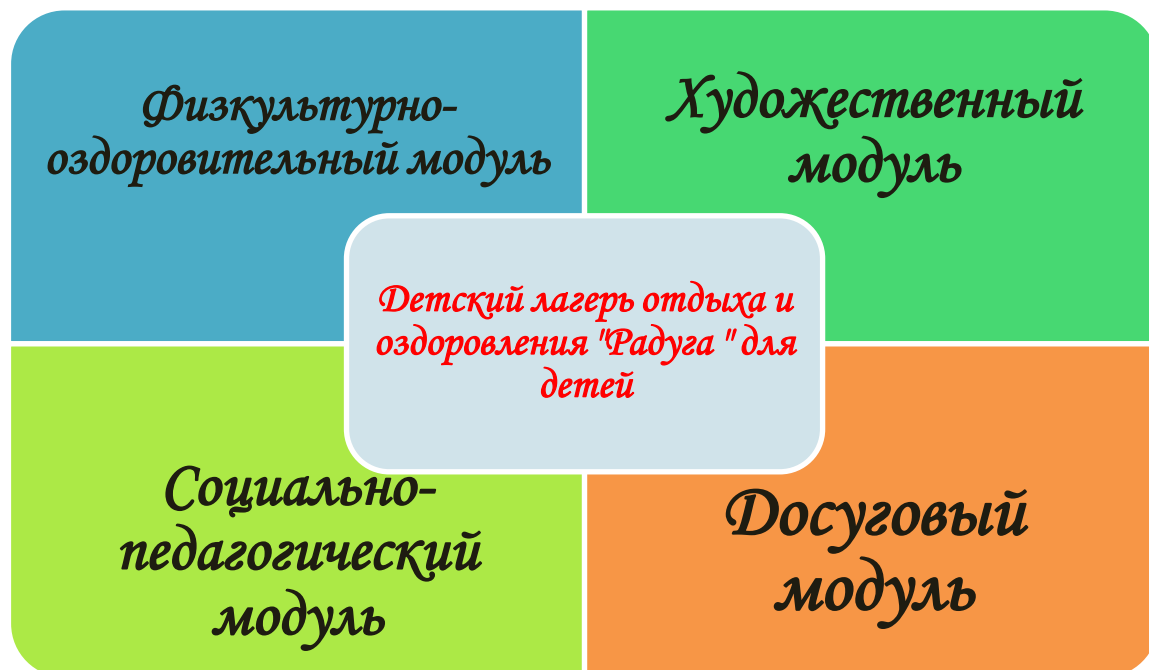 Физкультурно-
оздоровительный модуль
Художественный
модуль
Детский лагерь отдыха и
оздоровления "Радуга " для
детей
Социально-
педагогический
модуль
Досуговый
модуль